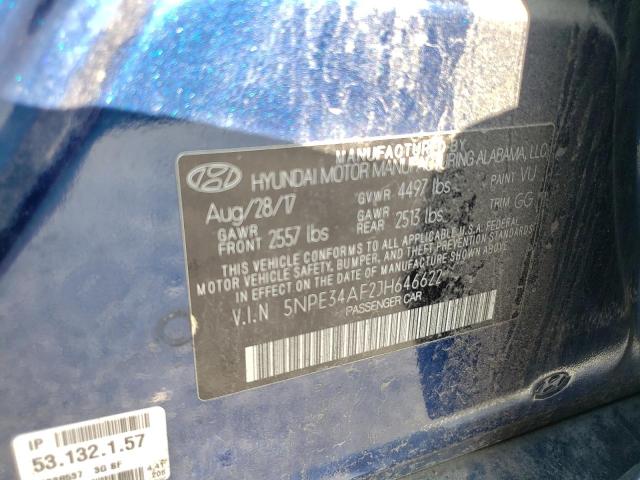 MANUFACTURED BY
HYUNDAI MOTOR MANUFACTURING ALABAMA, LLC
Aug/28/17 GVWR 4497 lbs PAINT VU
GAWR FRONT 2557 lbs GAWR REAR 2513 lbs TRIM GG
THIS VEHICLE CONFORMS TO ALL APPLICABLE U.S.A. FEDERAL
MOTOR VEHICLE SAFETY, BUMPER, AND THEFT PREVENTION STANDARDS
IN EFFECT ON THE DATE OF MANUFACTURE SHOWN ABOVE.
V.I.N 5NPE34AF2JH646622
PASSENGER CAR
IP
53.132.1.57